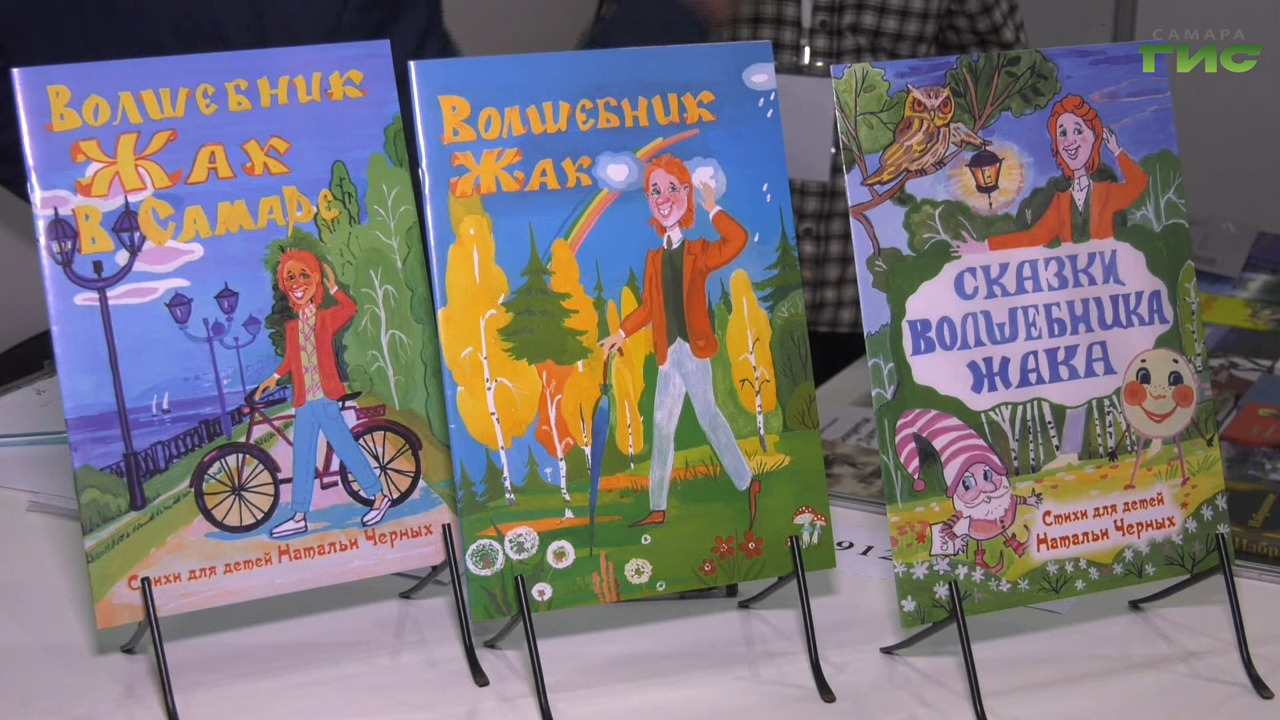 САМАРА
ГИС
Волшебник
Жак
в Самаре
Стихи для детей Натальи Черных
Волшебник
Жак
Сказки
волшебника
Жака
Стихи для детей
Натальи Черных
912